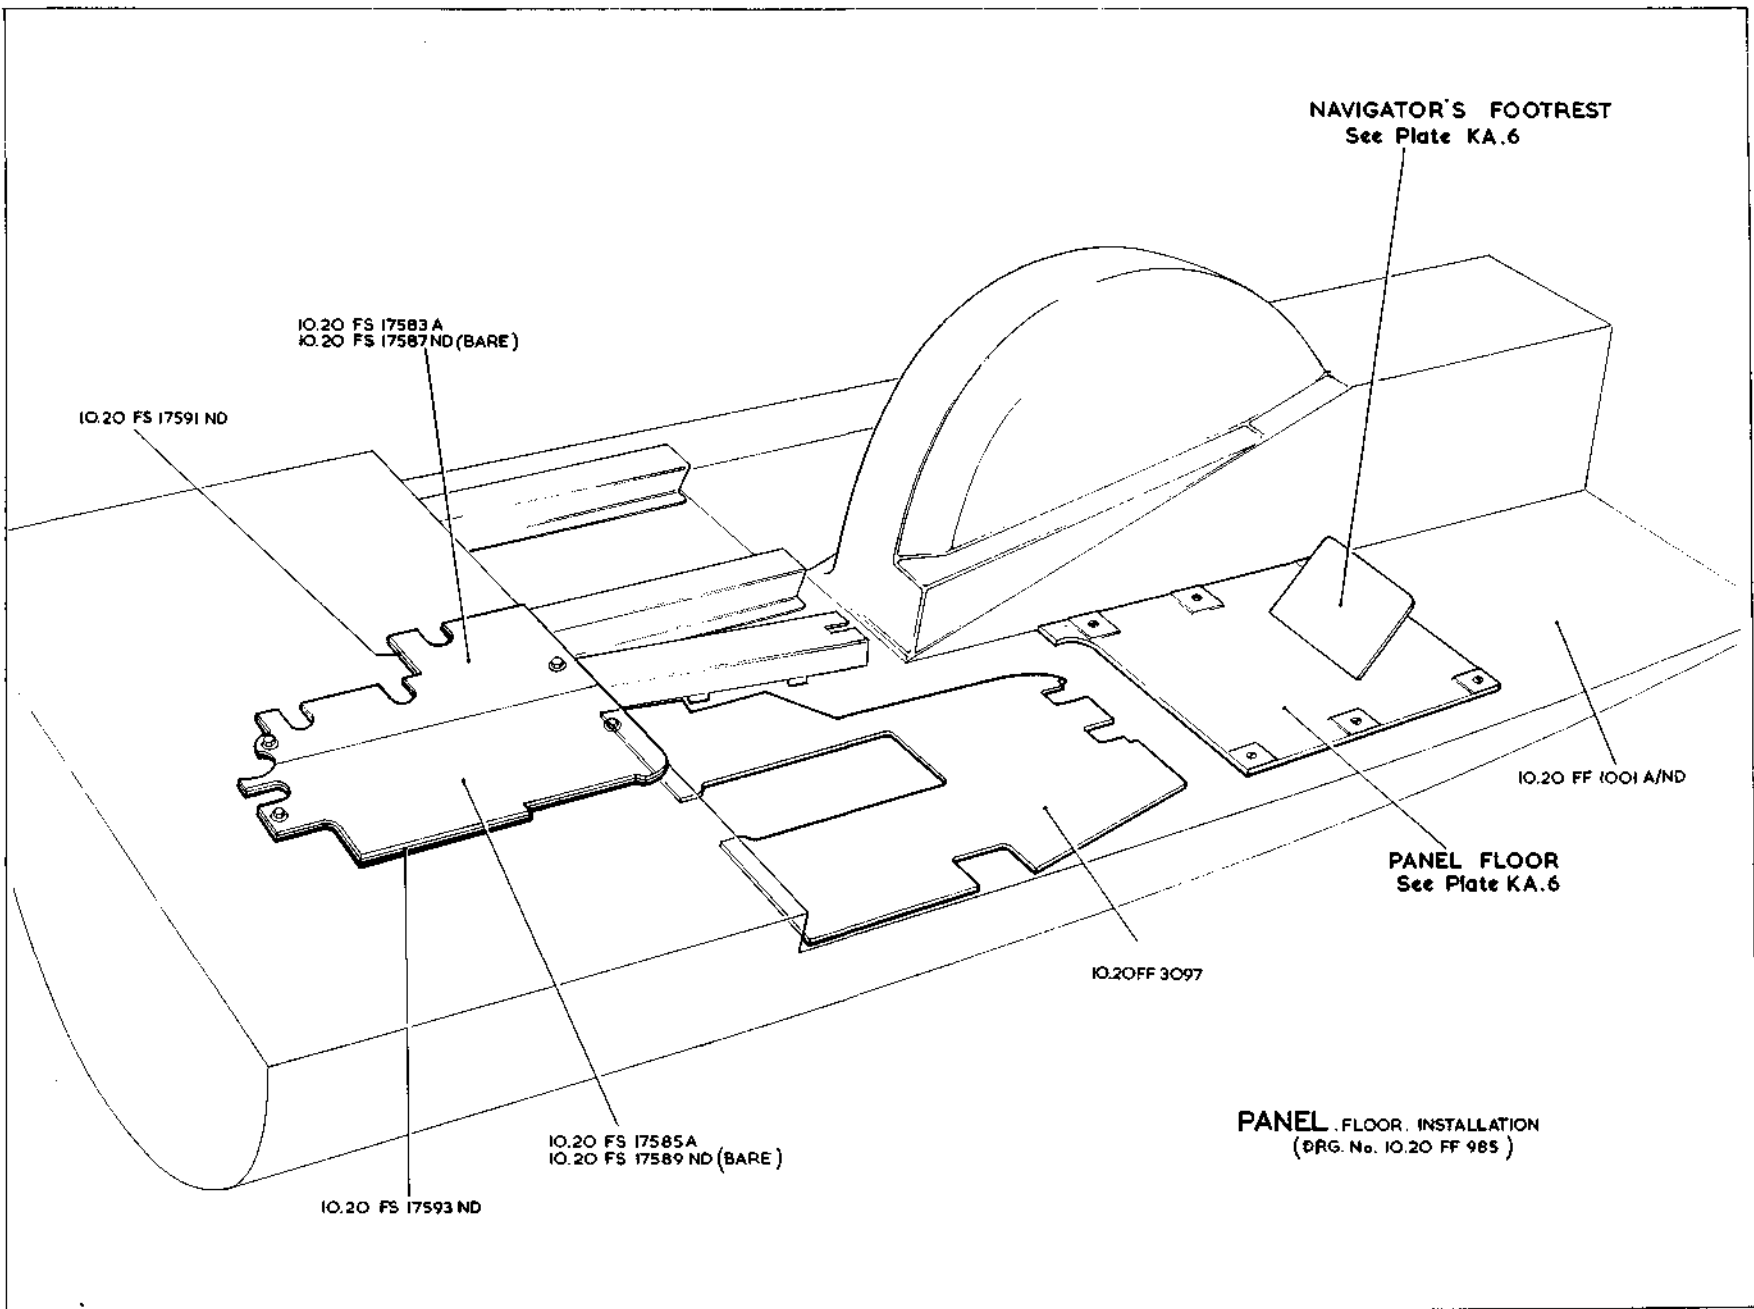 NAVIGATOR'S FOOTREST
See Plate KA.6
10.20 FS 17583 A
10.20 FS 17587 ND (BARE)
10.20 FS 17591 ND
10.20 FF 1001 A/ND
PANEL FLOOR
See Plate KA.6
10.20FF 3097
10.20 FS 17585A
10.20 FS 17589 ND (BARE)
10.20 FS 17593 ND
PANEL .FLOOR. INSTALLATION
(DRG. No. 10.20 FF 985)